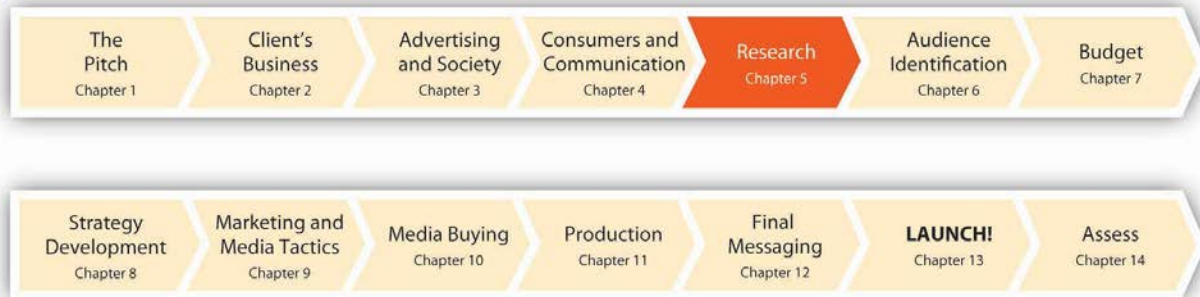 The
Pitch
Chapter 1
Client's
Business
Chapter 2
Advertising
and Society
Chapter 3
Consumers and
Communication
Chapter 4
Research
Chapter 5
Audience
Identification
Chapter 6
Budget
Chapter 7
Strategy
Development
Chapter 8
Marketing and
Media Tactics
Chapter 9
Media Buying
Chapter 10
Production
Chapter 11
Final
Messaging
Chapter 12
LAUNCH!
Chapter 13
Assess
Chapter 14